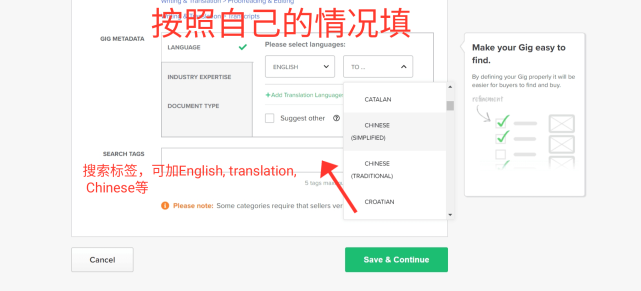 Writing & Translation > Proofreading & Editing
Writing & Translation > Transcripts
按照自己的情况填
GIG METADATA
LANGUAGE
INDUSTRY EXPERTISE
DOCUMENT TYPE
Please select languages:
ENGLISH
TO ...
+Add Translation Languages
Suggest other
CATALAN
CHINESE
(SIMPLIFIED)
CHINESE
(TRADITIONAL)
CROATIAN
SEARCH TAGS
搜索标签，可加English, translation,
Chinese等
5 tags max
Please note: Some categories require that sellers ver
Cancel
Save & Continue
Make your Gig easy to
find.
By defining your Gig properly it will be
easier for buyers to find and buy.